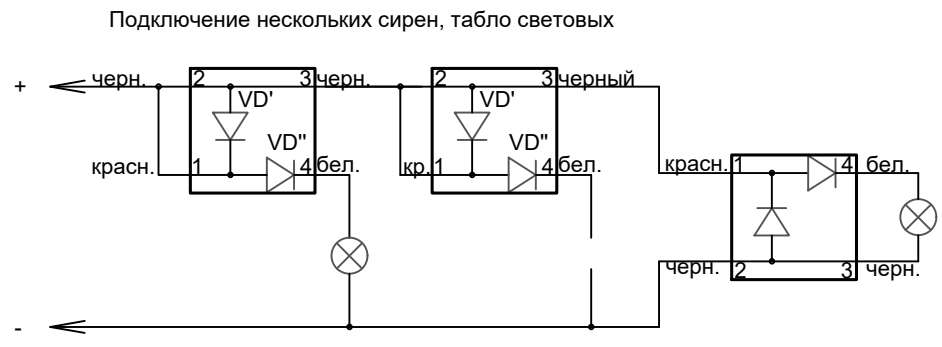 Подключение нескольких сирен, табло световых
+ черн. 2 3 черн. 2 3 черный
VD' VD'
VD" VD"
красн. 1 4 бел. кр. 1 4 бел. красн. 1 4 бел.
черн. 2 3 черн.
-